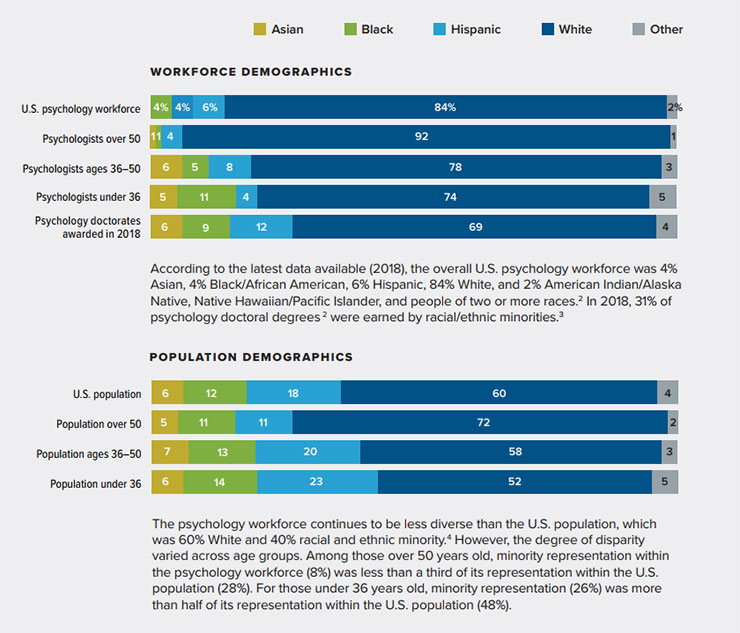 Asian Black Hispanic White Other
WORKFORCE DEMOGRAPHICS
U.S. psychology workforce 4% 4% 6% 84% 2%
Psychologists over 50 1 1 4 92 1
Psychologists ages 36–50 6 5 8 78 3
Psychologists under 36 5 11 4 74 5
Psychology doctorates
awarded in 2018 6 9 12 69 4
According to the latest data available (2018), the overall U.S. psychology workforce was 4%
Asian, 4% Black/African American, 6% Hispanic, 84% White, and 2% American Indian/Alaska
Native, Native Hawaiian/Pacific Islander, and people of two or more races.² In 2018, 31% of
psychology doctoral degrees ² were earned by racial/ethnic minorities.³
POPULATION DEMOGRAPHICS
U.S. population 6 12 18 60 4
Population over 50 5 11 11 72 2
Population ages 36–50 7 13 20 58 3
Population under 36 6 14 23 52 5
The psychology workforce continues to be less diverse than the U.S. population, which
was 60% White and 40% racial and ethnic minority.⁴ However, the degree of disparity
varied across age groups. Among those over 50 years old, minority representation within
the psychology workforce (8%) was less than a third of its representation within the U.S.
population (28%). For those under 36 years old, minority representation (26%) was more
than half of its representation within the U.S. population (48%).